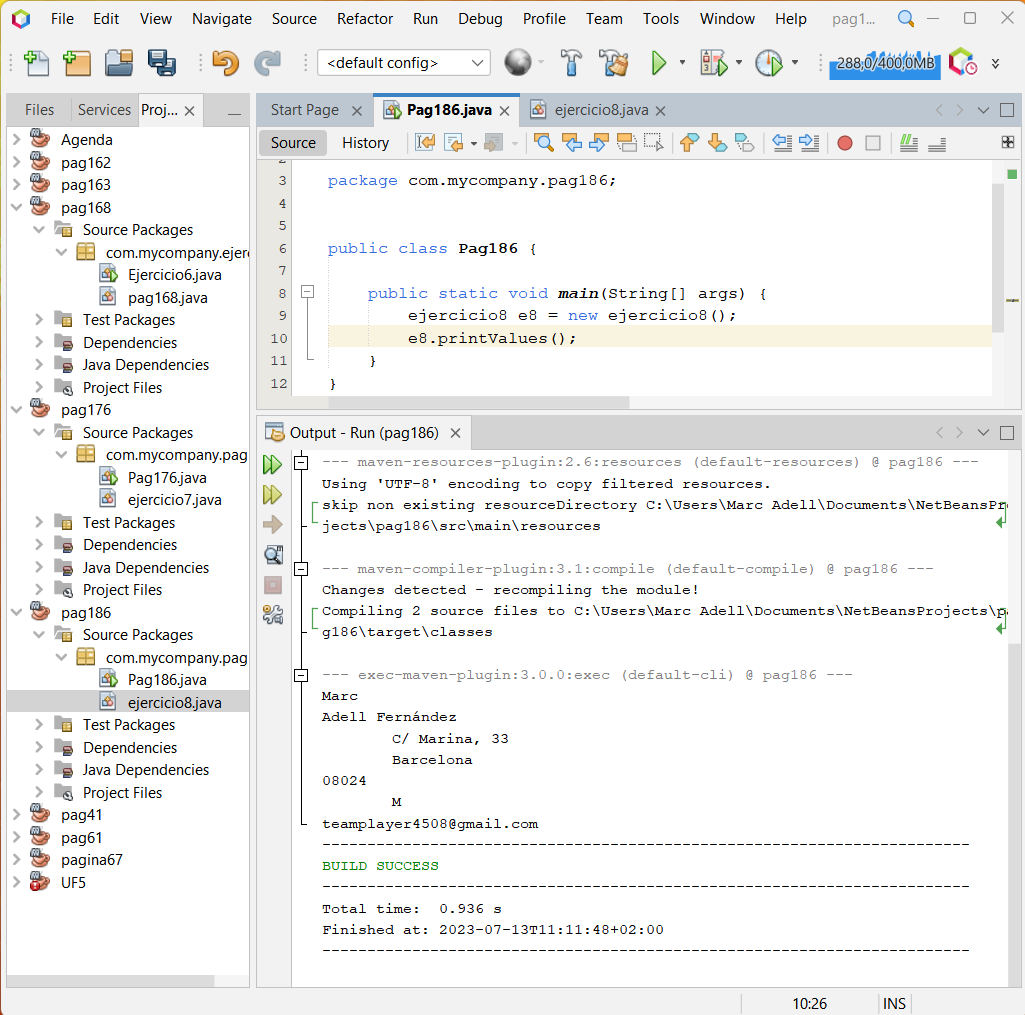 File Edit View Navigate Source Refactor Run Debug Profile Team Tools Window Help pag1...
<default config> 288,0/400,0MB
Files Services Proj...
Agenda
pag162
pag163
pag168
Source Packages
com.mycompany.ejer
Ejercicio6.java
pag168.java
Test Packages
Dependencies
Java Dependencies
Project Files
pag176
Source Packages
com.mycompany.pag
Pag176.java
ejercicio7.java
Test Packages
Dependencies
Java Dependencies
Project Files
pag186
Source Packages
com.mycompany.pag
Pag186.java
ejercicio8.java
Test Packages
Dependencies
Java Dependencies
Project Files
pag41
pag61
pagina67
UF5
Start Page Pag186.java ejercicio8.java
Source History
2
3 package com.mycompany.pag186;
4
5
6 public class Pag186 {
7
8 public static void main(String[] args) {
9 ejercicio8 e8 = new ejercicio8();
10 e8.printValues();
11 }
12 }
Output - Run (pag186)
--- maven-resources-plugin:2.6:resources (default-resources) @ pag186 ---
Using 'UTF-8' encoding to copy filtered resources.
skip non existing resourceDirectory C:\Users\Marc Adell\Documents\NetBeansPr
jects\pag186\src\main\resources
--- maven-compiler-plugin:3.1:compile (default-compile) @ pag186 ---
Changes detected - recompiling the module!
Compiling 2 source files to C:\Users\Marc Adell\Documents\NetBeansProjects\p
g186\target\classes
--- exec-maven-plugin:3.0.0:exec (default-cli) @ pag186 ---
Marc
Adell Fernández
C/ Marina, 33
Barcelona
08024
M
teamplayer4508@gmail.com
------------------------------------------------------------------------
BUILD SUCCESS
------------------------------------------------------------------------
Total time: 0.936 s
Finished at: 2023-07-13T11:11:48+02:00
------------------------------------------------------------------------
10:26 INS